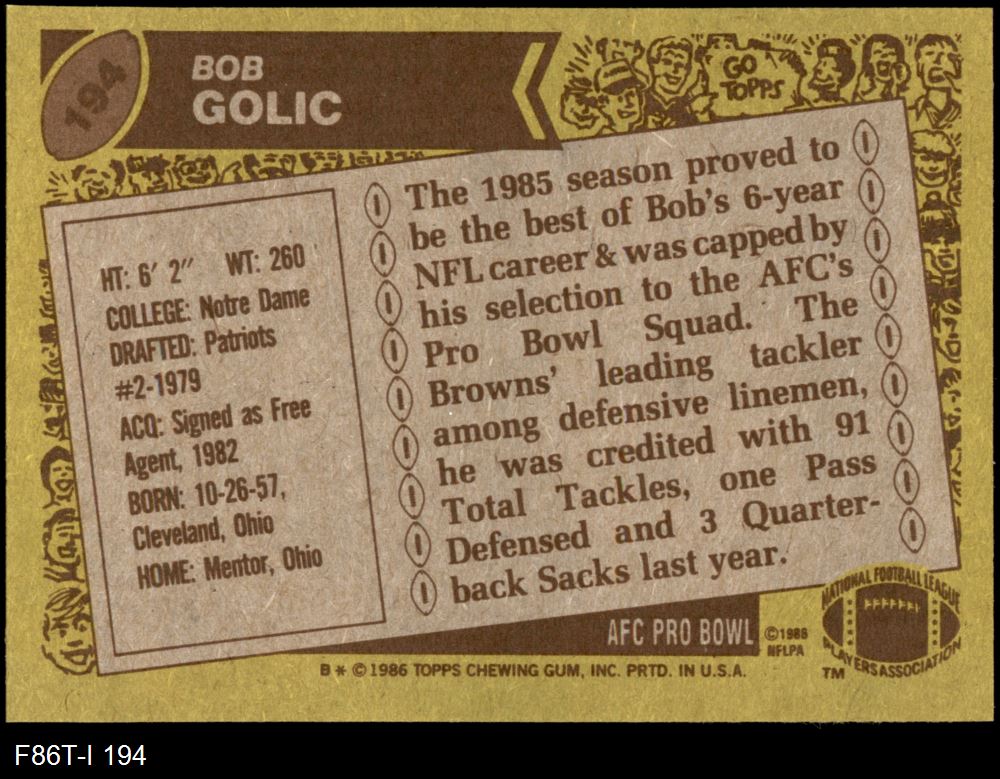 194
BOB
GOLIC
GO
TOPPS
HT: 6' 2" WT: 260
COLLEGE: Notre Dame
DRAFTED: Patriots
#2-1979
ACQ: Signed as Free
Agent, 1982
BORN: 10-26-57,
Cleveland, Ohio
HOME: Mentor, Ohio
The 1985 season proved to
be the best of Bob's 6-year
NFL career & was capped by
his selection to the AFC's
Pro Bowl Squad. The
Browns' leading tackler
among defensive linemen,
he was credited with 91
Total Tackles, one Pass
Defensed and 3 Quarter-
back Sacks last year.
AFC PRO BOWL
©1986
NFLPA
NATIONAL FOOTBALL LEAGUE
PLAYERS ASSOCIATION
TM
B * © 1986 TOPPS CHEWING GUM, INC. PRTD. IN U.S.A.
F86T-I 194